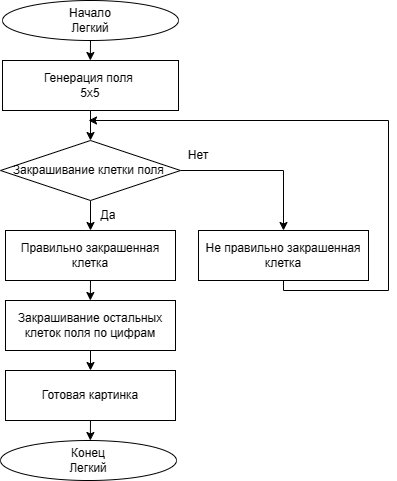 Начало
Легкий
Генерация поля
5x5
Закрашивание клетки поля
Нет
Да
Правильно закрашенная
клетка
Не правильно закрашенная
клетка
Закрашивание остальных
клеток поля по цифрам
Готовая картинка
Конец
Легкий